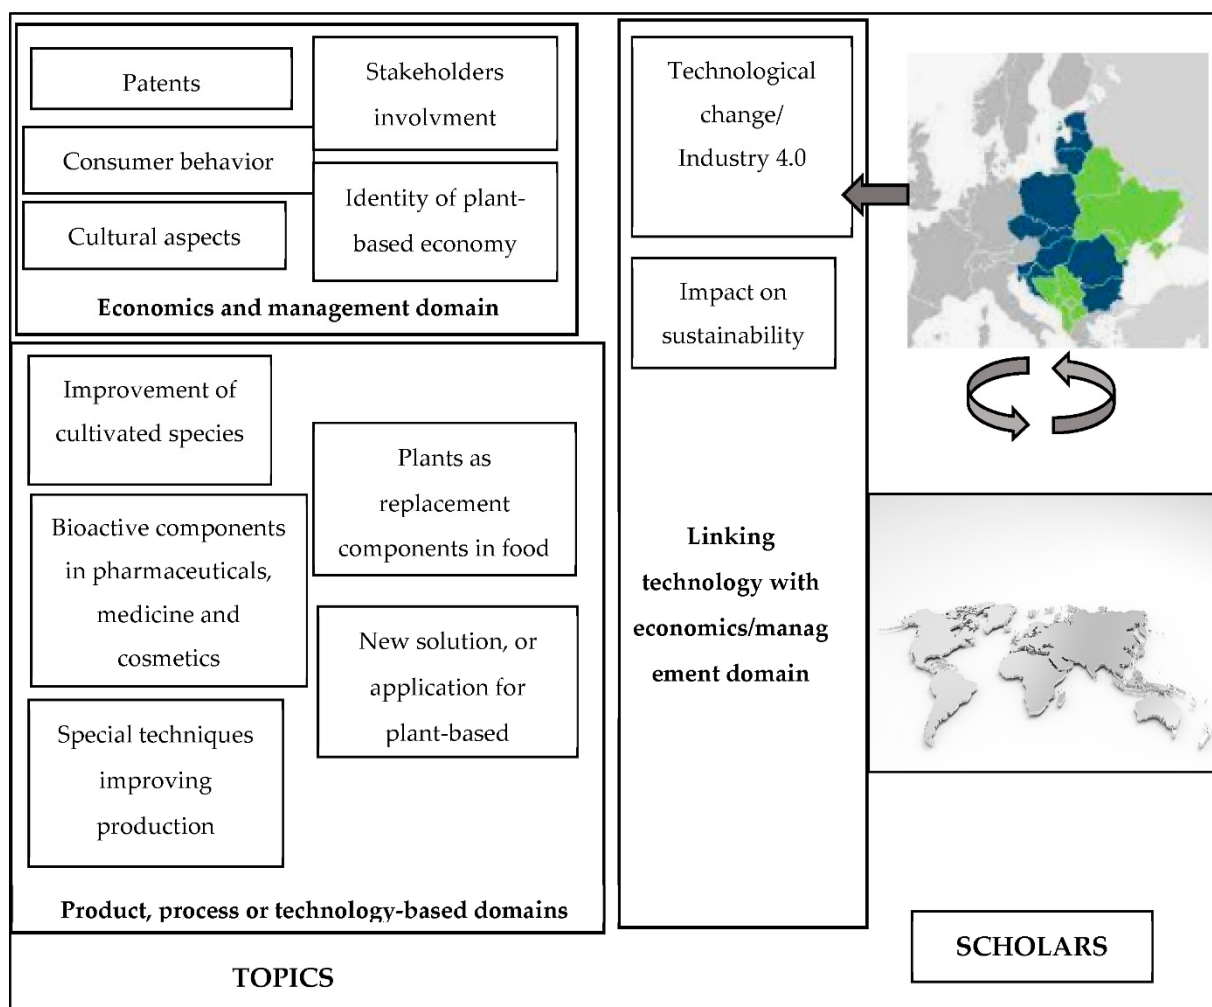 Patents
Stakeholders
involvment
Consumer behavior
Identity of plant-
based economy
Cultural aspects
Economics and management domain
Improvement of
cultivated species
Plants as
replacement
components in food
Bioactive components
in pharmaceuticals,
medicine and
cosmetics
New solution, or
application for
plant-based
Special techniques
improving
production
Product, process or technology-based domains
TOPICS
Technological
change/
Industry 4.0
Impact on
sustainability
Linking
technology with
economics/manag
ement domain
SCHOLARS